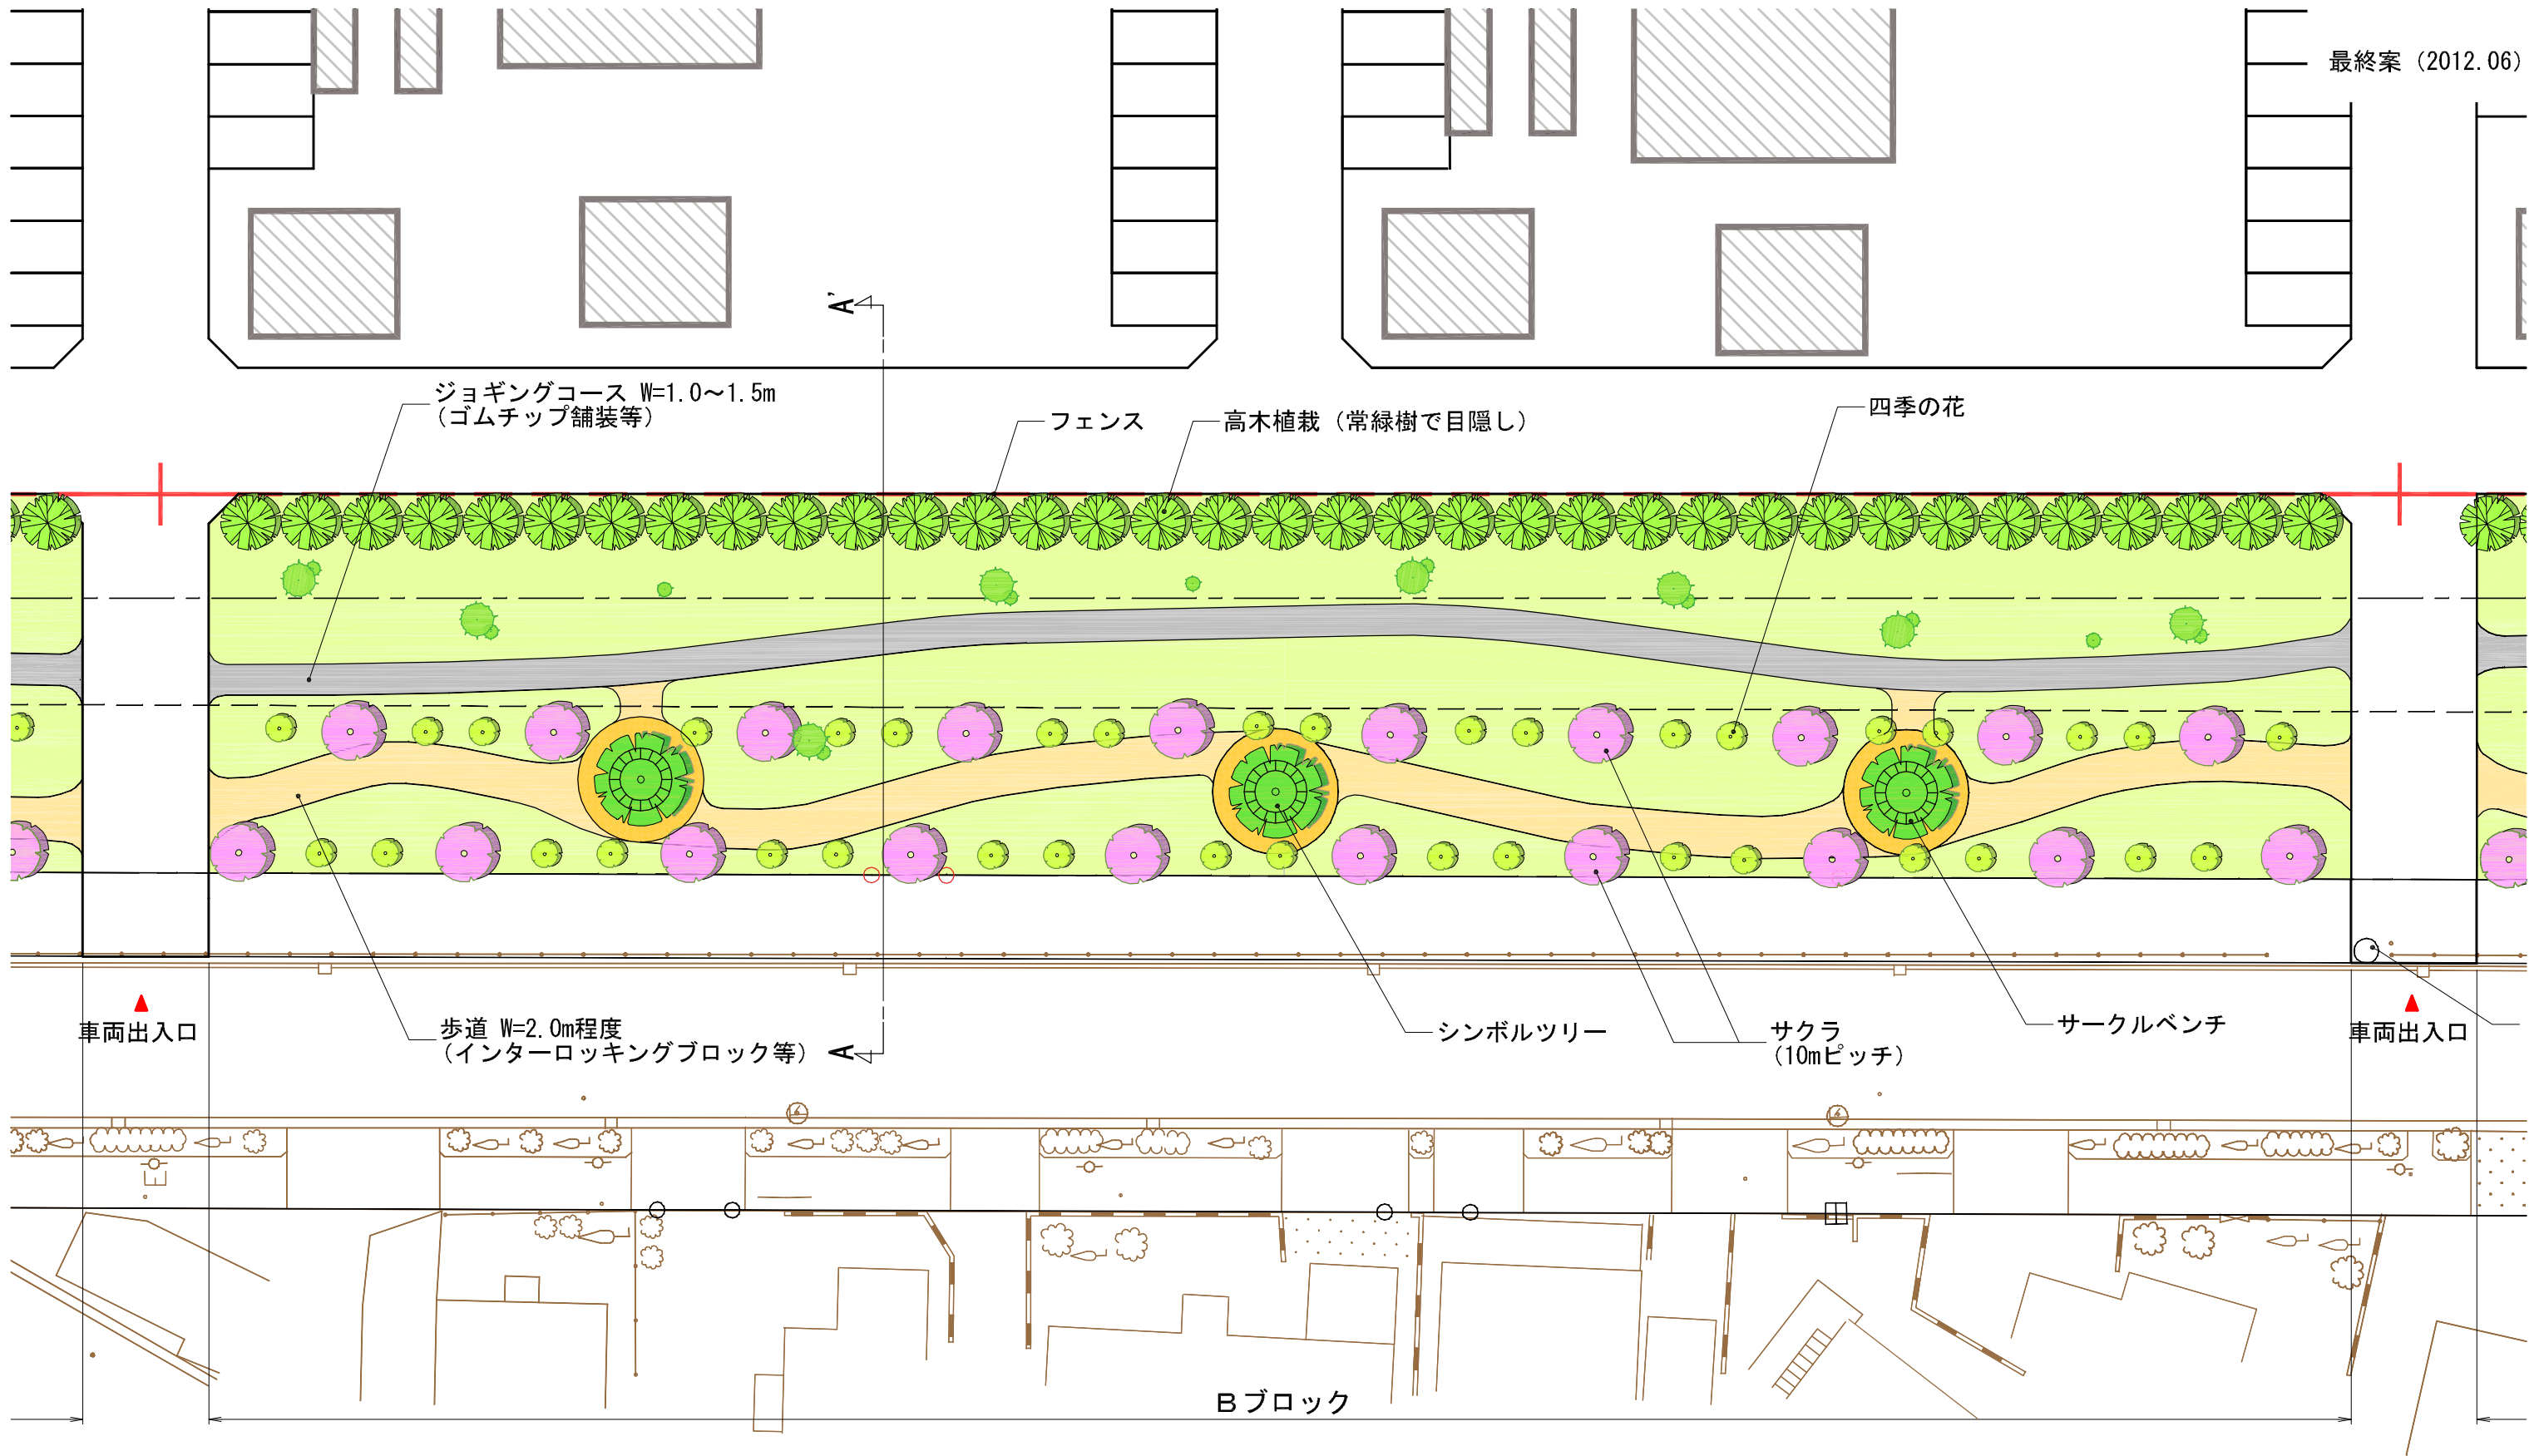 最終案（2012.06）
A'
ジョギングコース W=1.0～1.5m
（ゴムチップ舗装等）
フェンス
高木植栽（常緑樹で目隠し）
四季の花
車両出入口
歩道 W=2.0m程度
（インターロッキングブロック等）
A
シンボルツリー
サクラ
（10mピッチ）
サークルベンチ
車両出入口
Ｂブロック